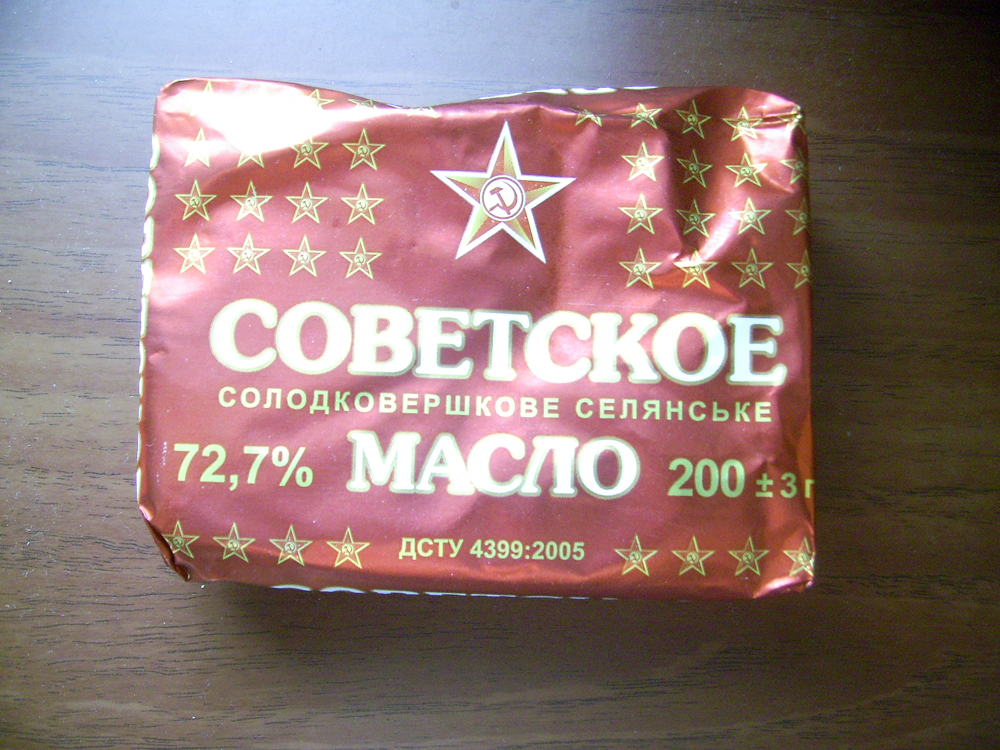 СОВЕТСКОЕ
СОЛОДКОВЕРШКОВЕ СЕЛЯНСЬКЕ
72,7% МАСЛО 200 ± 3 г
ДСТУ 4399:2005